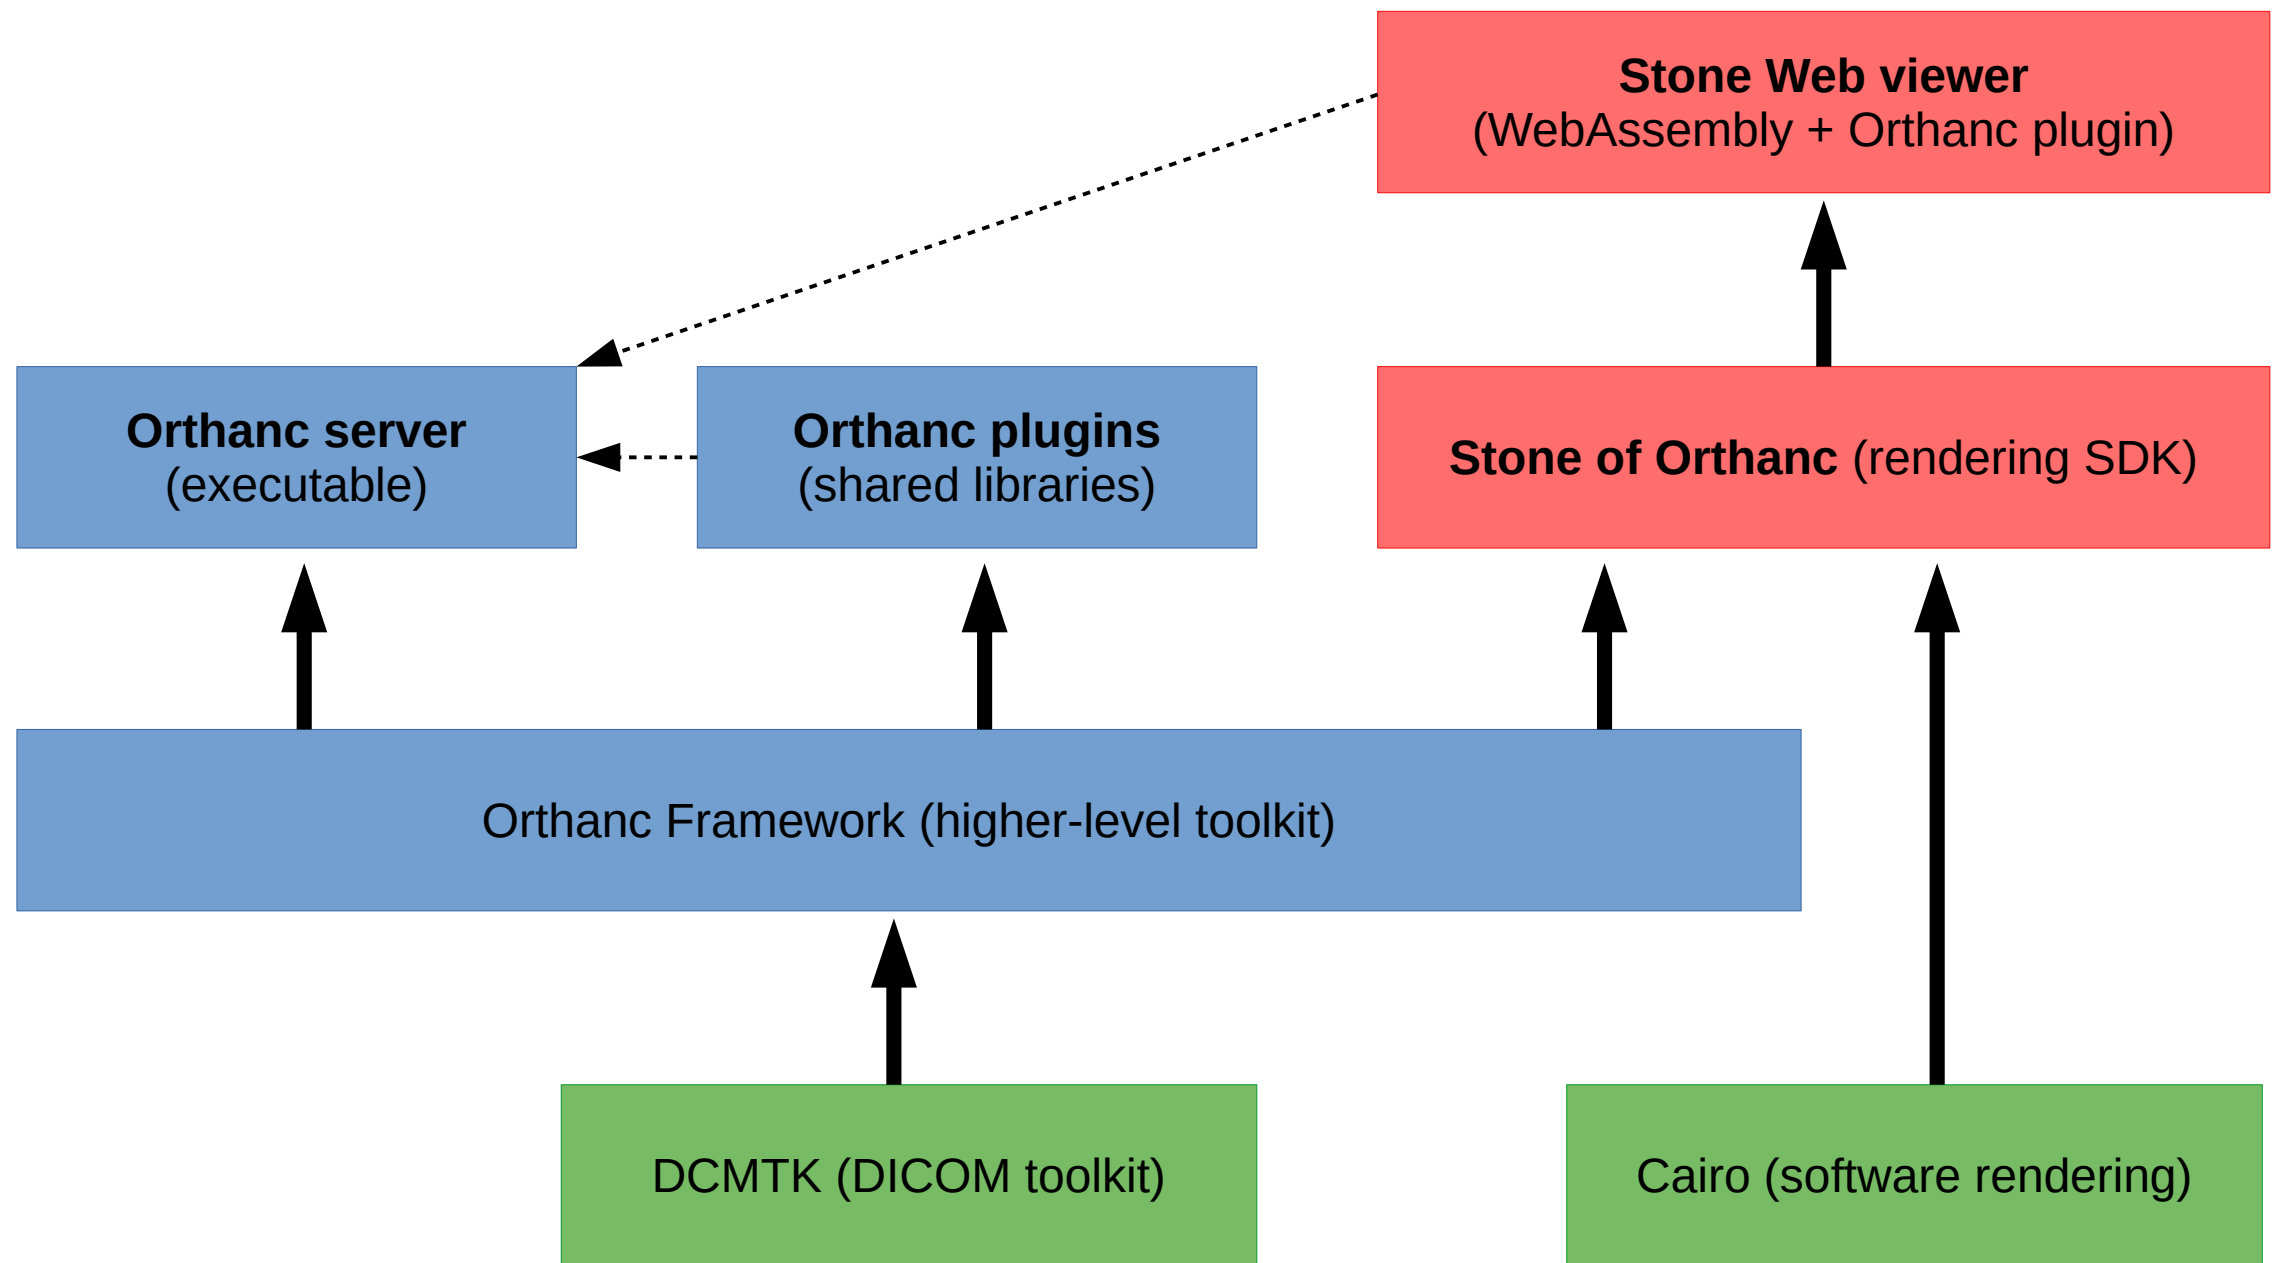 Stone Web viewer
(WebAssembly + Orthanc plugin)
Orthanc server
(executable)
Orthanc plugins
(shared libraries)
Stone of Orthanc (rendering SDK)
Orthanc Framework (higher-level toolkit)
DCMTK (DICOM toolkit)
Cairo (software rendering)